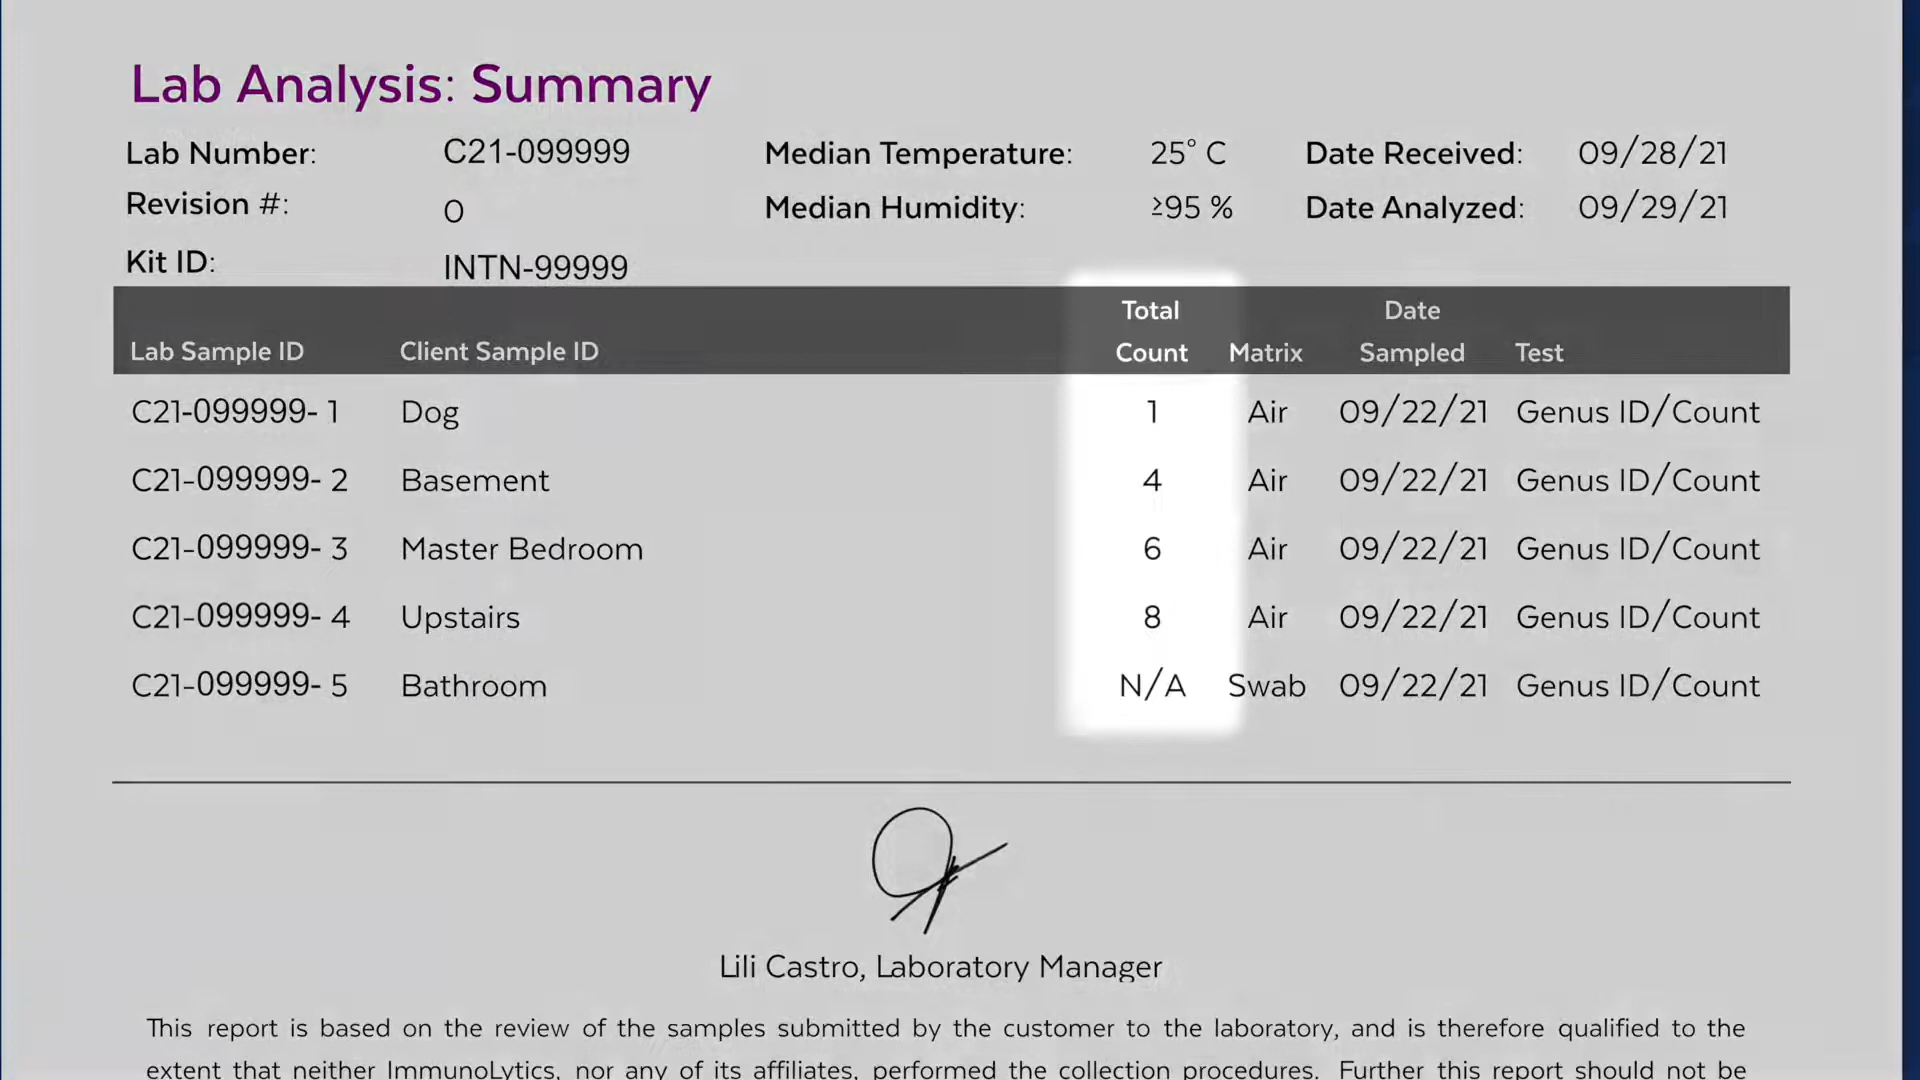 Lab Analysis: Summary
Lab Number: C21-099999 Median Temperature: 25° C Date Received: 09/28/21
Revision #: 0 Median Humidity: ≥95 % Date Analyzed: 09/29/21
Kit ID: INTN-99999
Total Date
Lab Sample ID Client Sample ID Count Matrix Sampled Test
C21-099999- 1 Dog 1 Air 09/22/21 Genus ID/Count
C21-099999- 2 Basement 4 Air 09/22/21 Genus ID/Count
C21-099999- 3 Master Bedroom 6 Air 09/22/21 Genus ID/Count
C21-099999- 4 Upstairs 8 Air 09/22/21 Genus ID/Count
C21-099999- 5 Bathroom N/A Swab 09/22/21 Genus ID/Count
Lili Castro, Laboratory Manager
This report is based on the review of the samples submitted by the customer to the laboratory, and is therefore qualified to the
extent that neither ImmunoLytics, nor any of its affiliates, performed the collection procedures. Further this report should not be